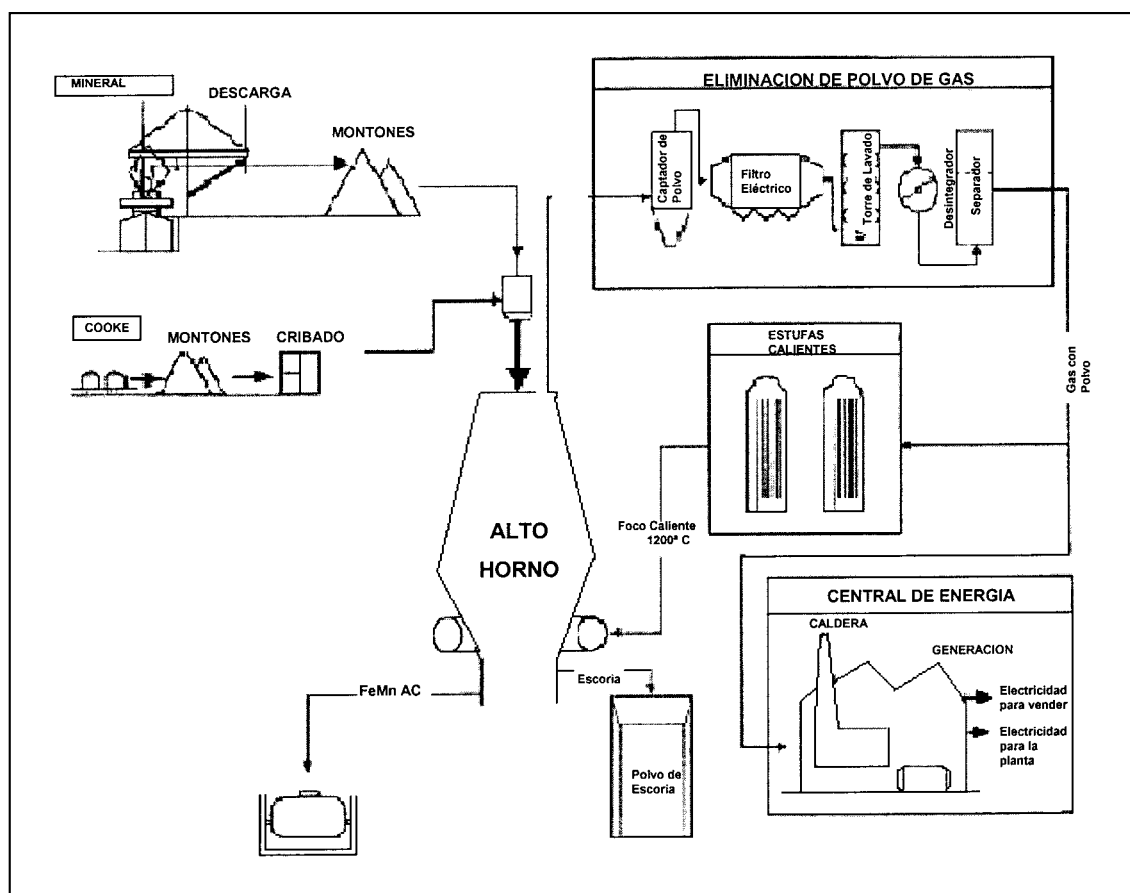 MINERAL
DESCARGA
MONTONES
COOKE
MONTONES
CRIBADO
ELIMINACION DE POLVO DE GAS
Captador de
Polvo
Filtro
Eléctrico
Torre de Lavado
Desintegrador
Separador
ESTUFAS
CALIENTES
Gas con
Polvo
ALTO
HORNO
Foco Caliente
1200ª C
CENTRAL DE ENERGIA
CALDERA
GENERACION
Electricidad
para vender
Electricidad
para la
planta
FeMn AC
Escoria
Polvo de
Escoria